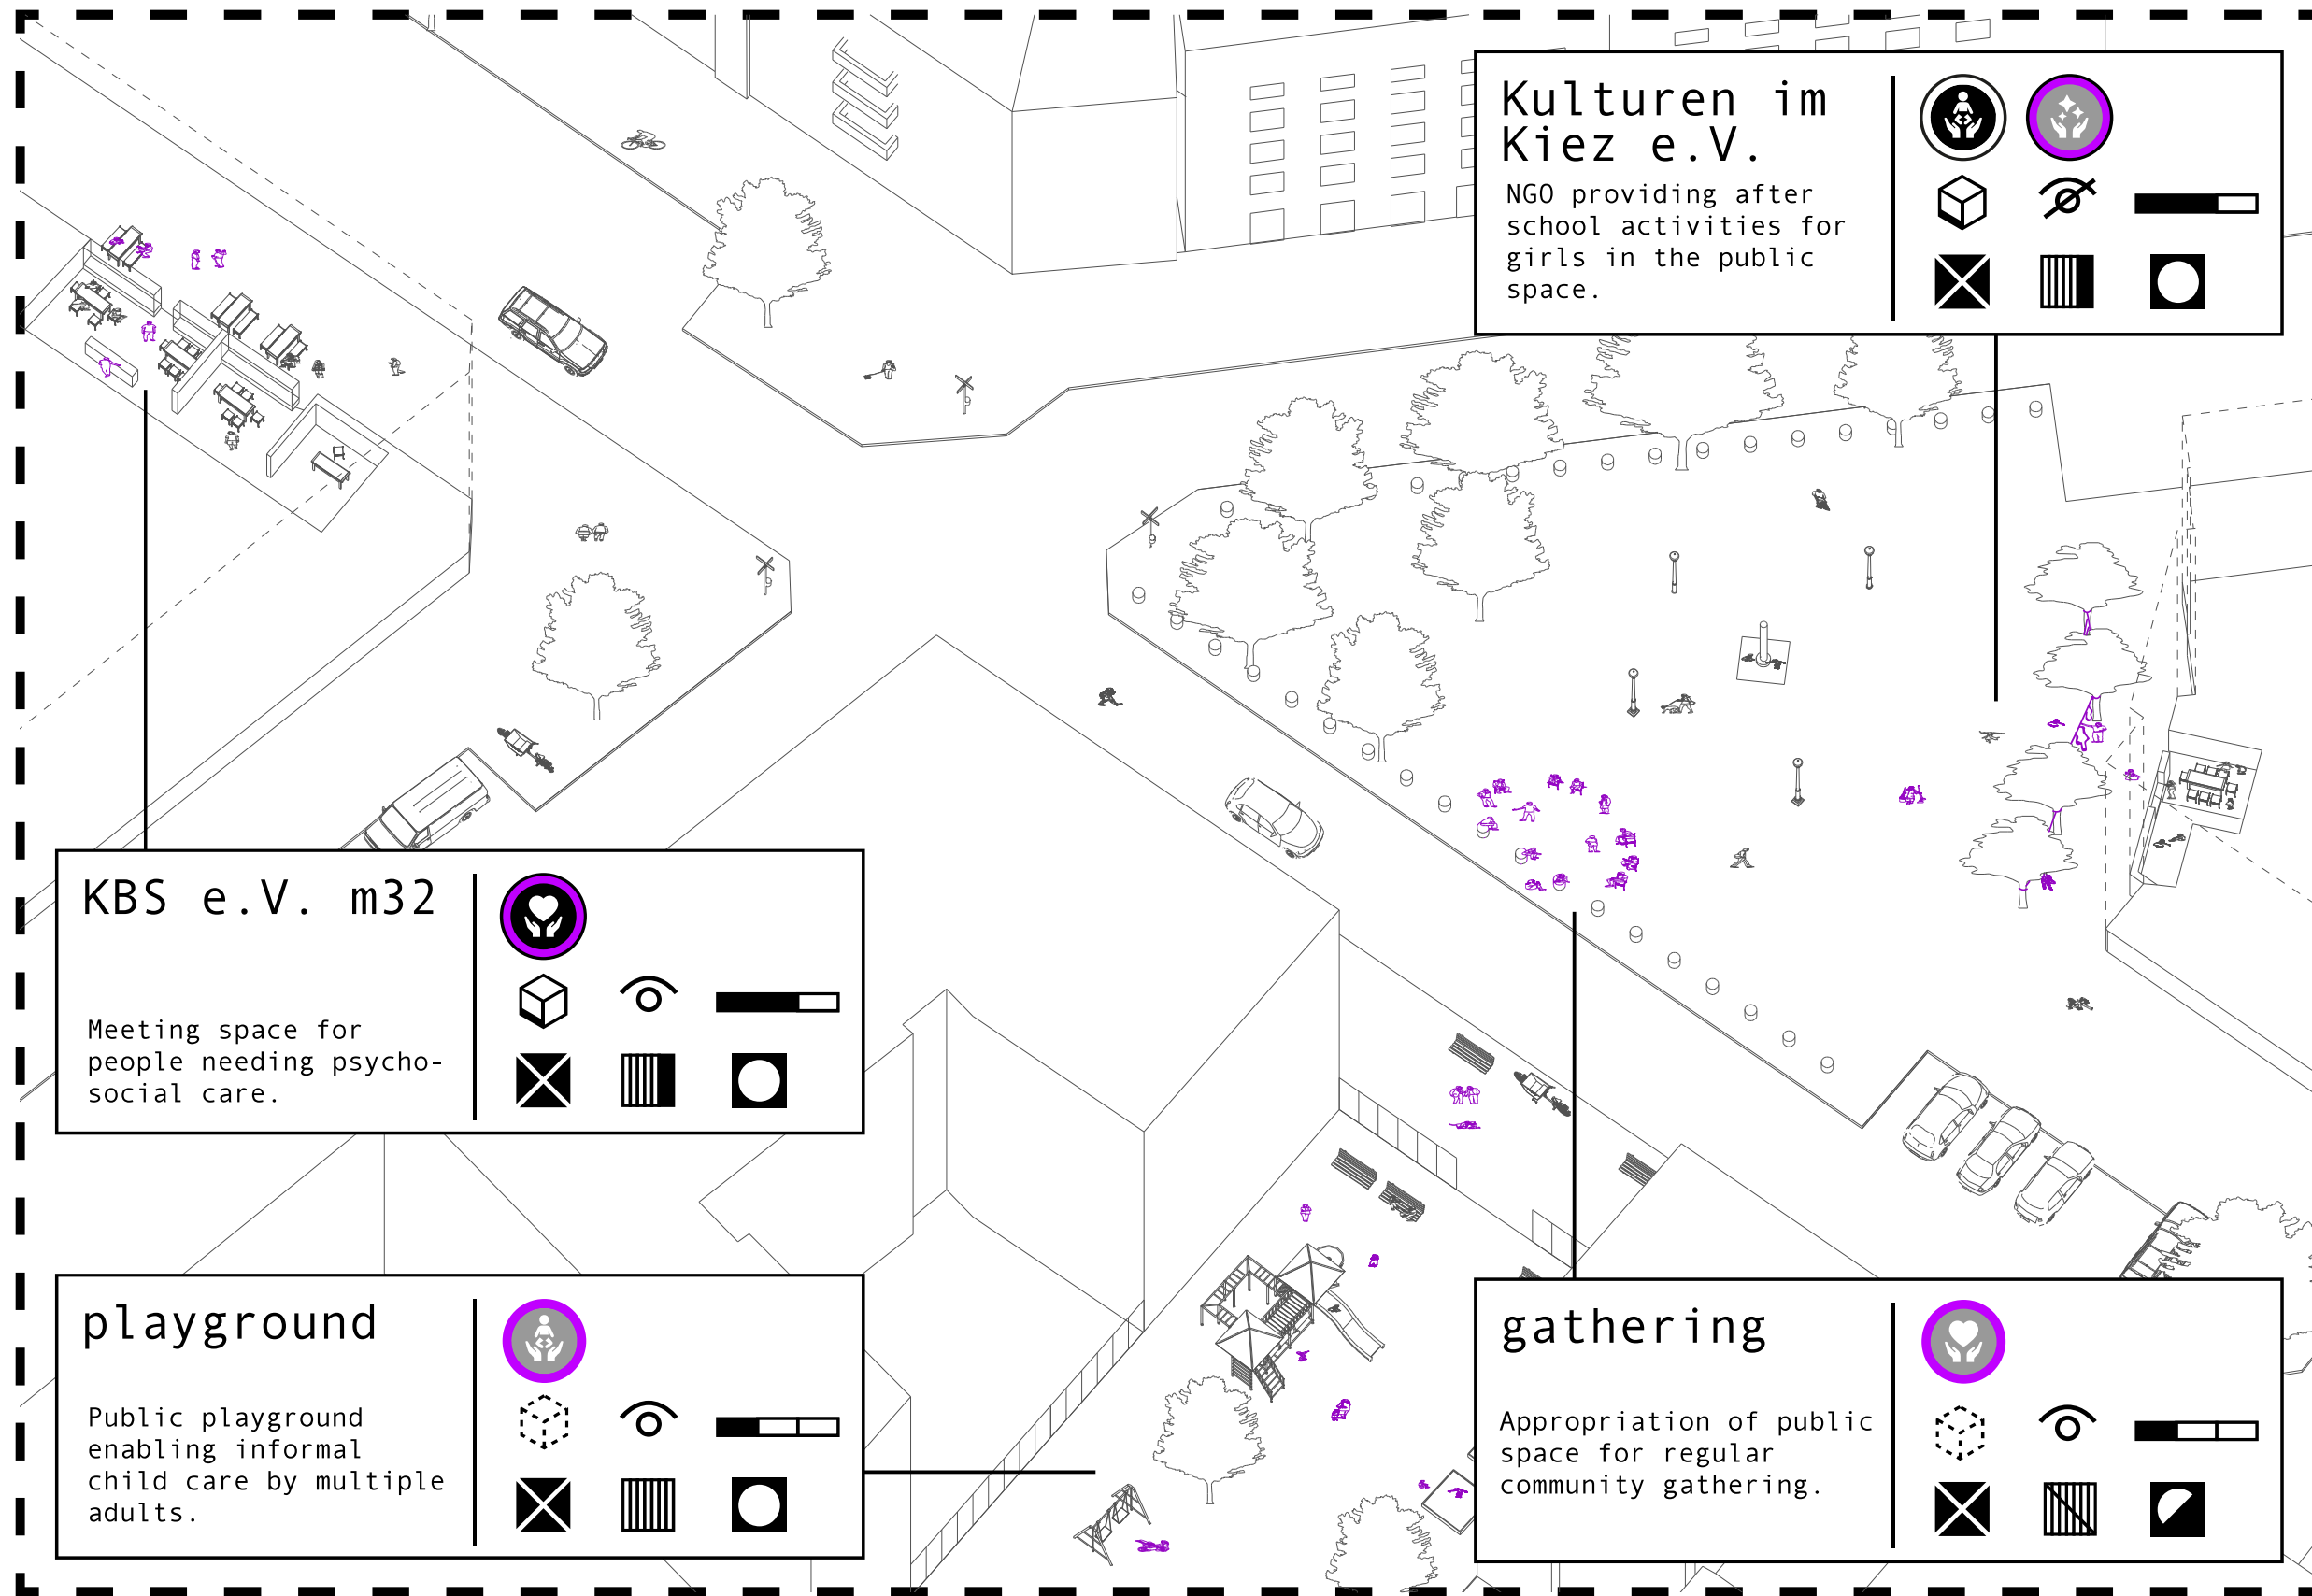 Kulturen im
Kiez e.V.
NGO providing after
school activities for
girls in the public
space.
KBS e.V. m32
Meeting space for
people needing psycho-
social care.
playground
Public playground
enabling informal
child care by multiple
adults.
gathering
Appropriation of public
space for regular
community gathering.